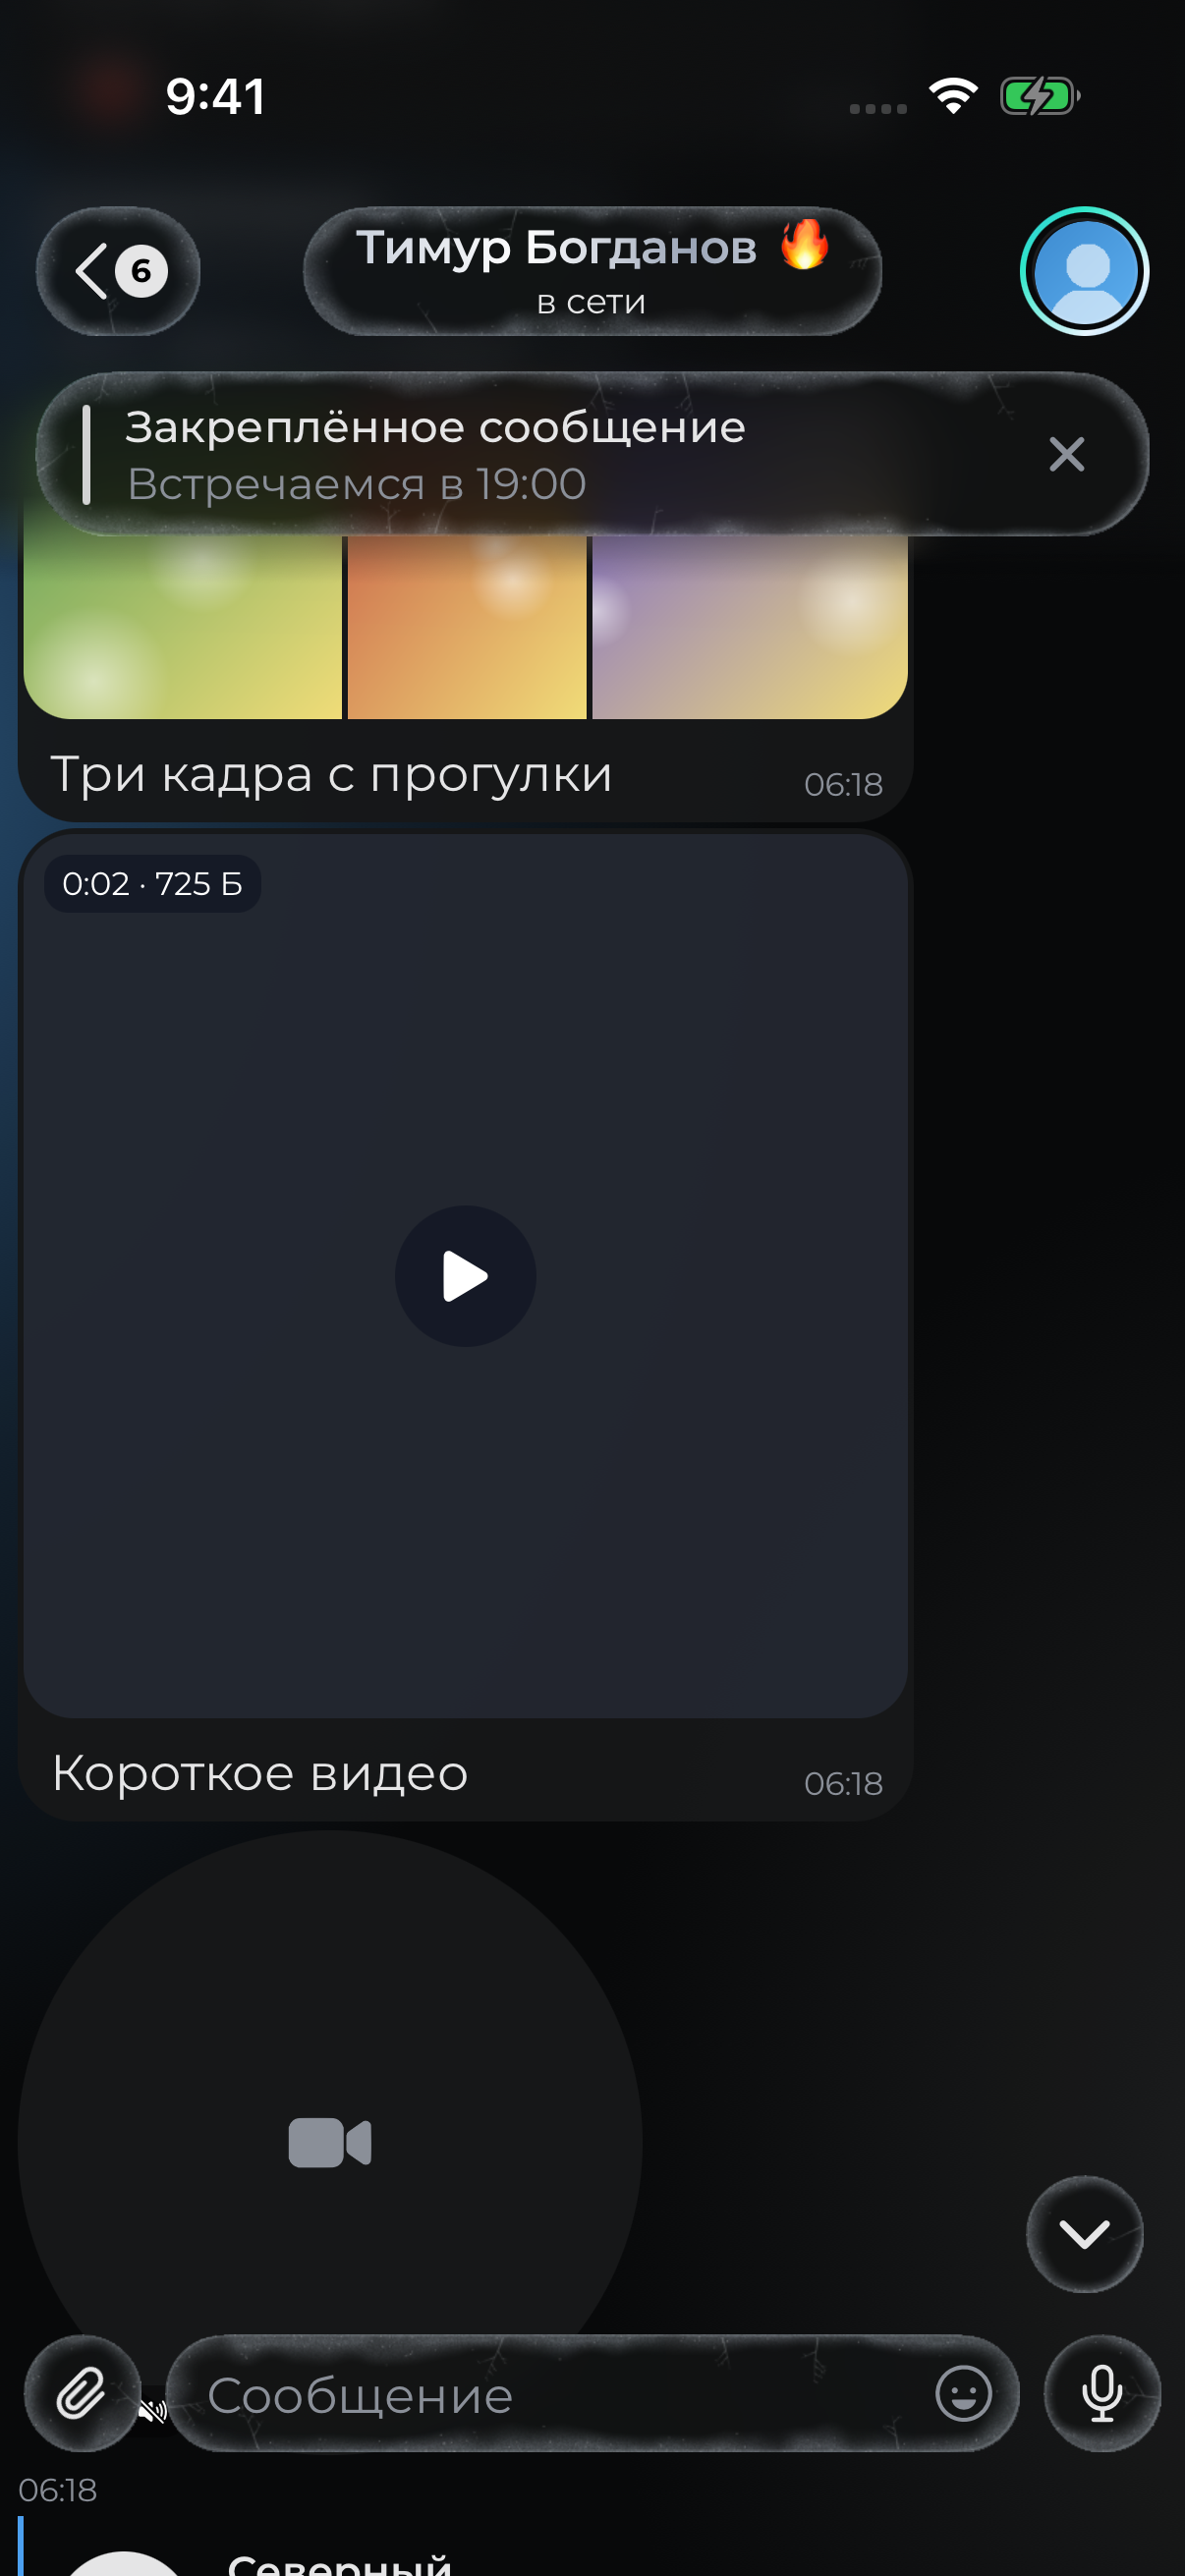 9:41
6
Тимур Богданов 🔥
в сети
Закреплённое сообщение
Встречаемся в 19:00
Три кадра с прогулки
06:18
0:02 · 725 Б
Короткое видео
06:18
Сообщение
06:18
Северный